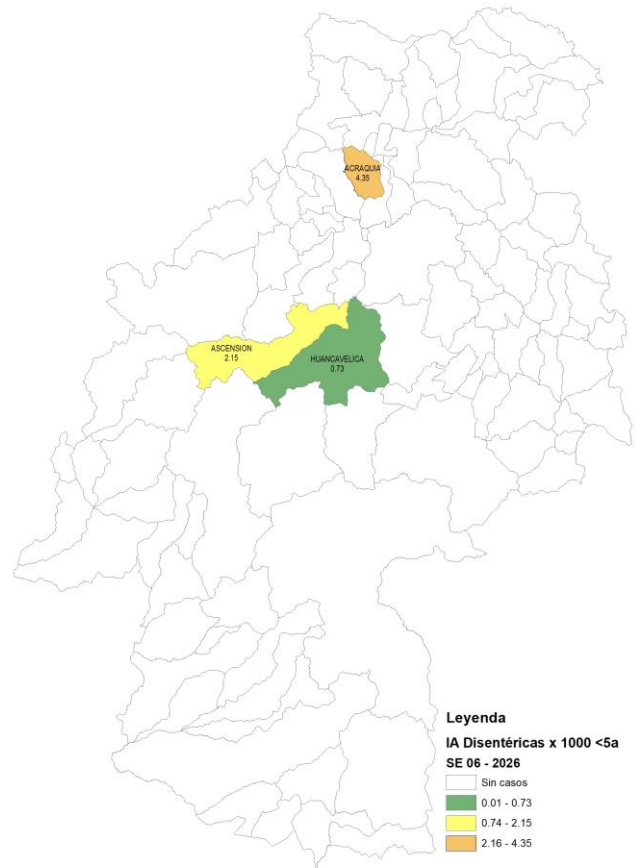 ACRAQUIA
4.35
ASCENSION
2.15
HUANCAVELICA
0.73
Leyenda
IA Disentéricas x 1000 <5a
SE 06 - 2026
Sin casos
0.01 - 0.73
0.74 - 2.15
2.16 - 4.35